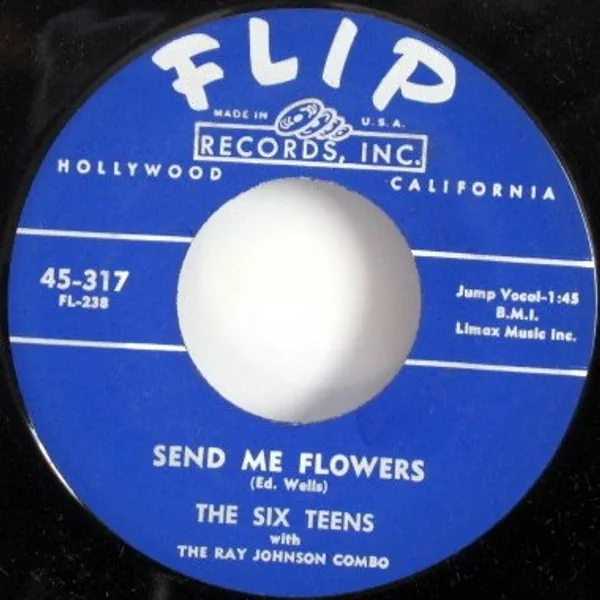 FLIP
MADE IN U.S.A.
RECORDS, INC.
HOLLYWOOD CALIFORNIA
45-317
FL-238
Jump Vocal-1:45
B.M.I.
Limax Music Inc.
SEND ME FLOWERS
(Ed. Wells)
THE SIX TEENS
with
THE RAY JOHNSON COMBO